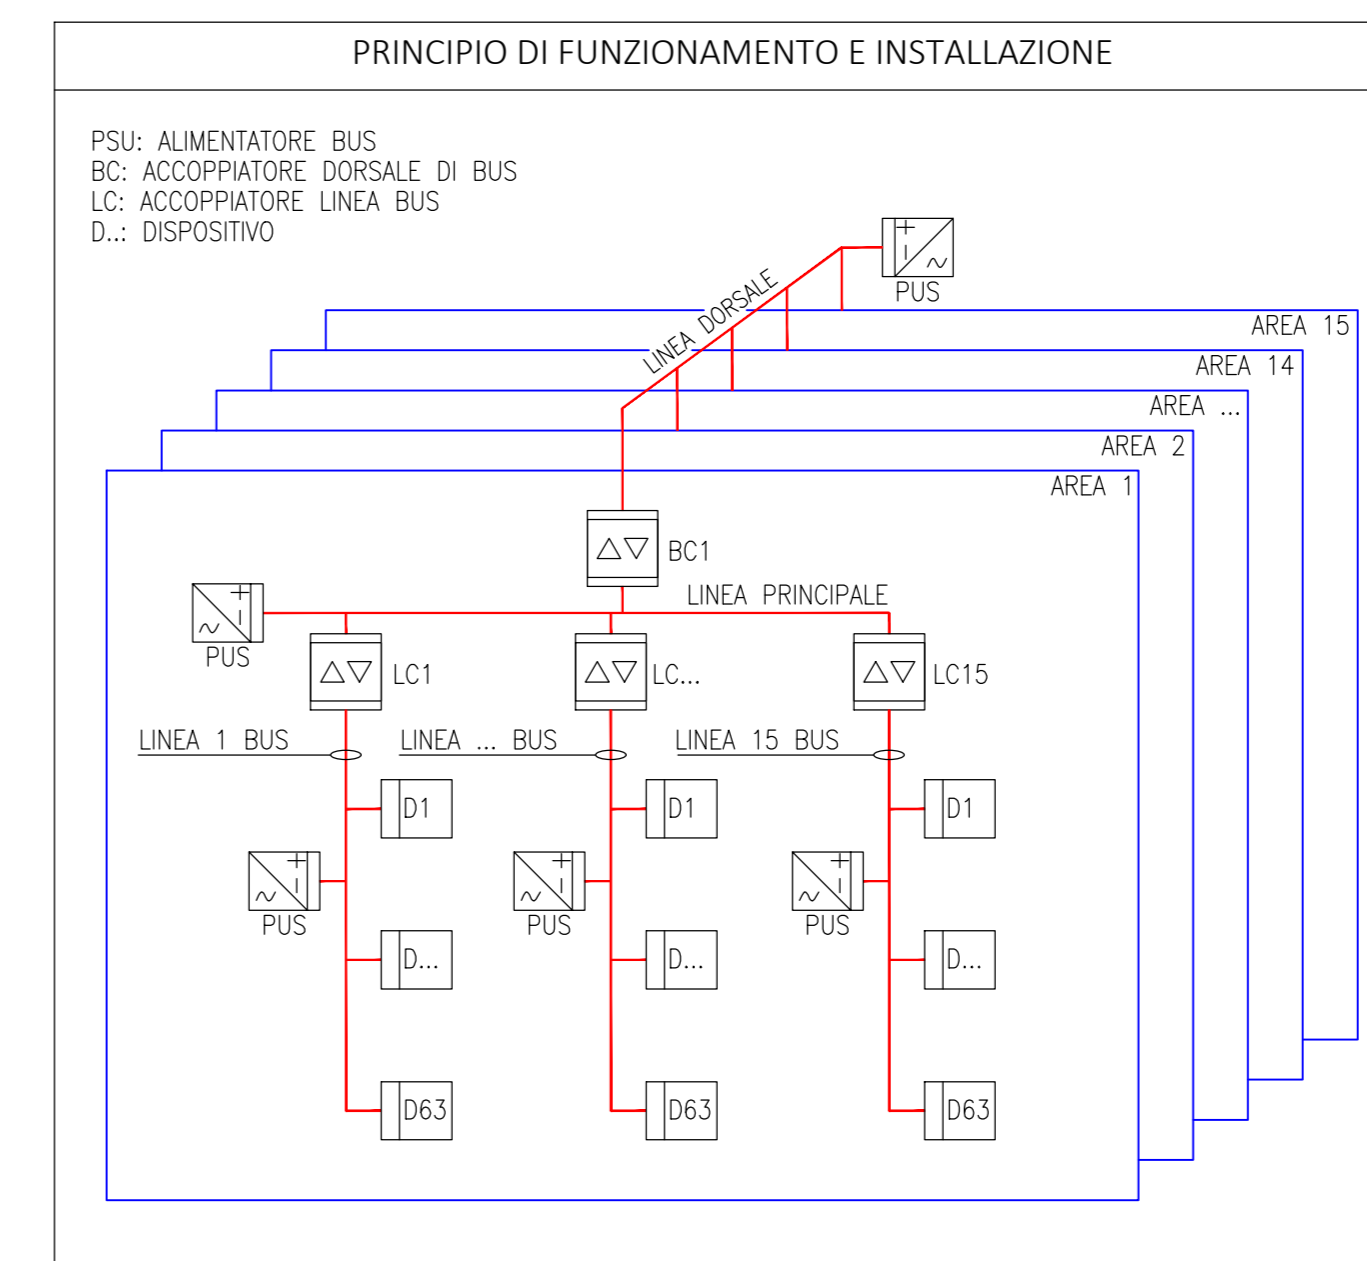 PRINCIPIO DI FUNZIONAMENTO E INSTALLAZIONE
PSU: ALIMENTATORE BUS
BC: ACCOPPIATORE DORSALE DI BUS
LC: ACCOPPIATORE LINEA BUS
D..: DISPOSITIVO
PUS
LINEA DORSALE
AREA 15
AREA 14
AREA ...
AREA 2
AREA 1
BC1
LINEA PRINCIPALE
PUS
LC1
LC...
LC15
LINEA 1 BUS
LINEA ... BUS
LINEA 15 BUS
D1
D1
D1
PUS
PUS
PUS
D...
D...
D...
D63
D63
D63